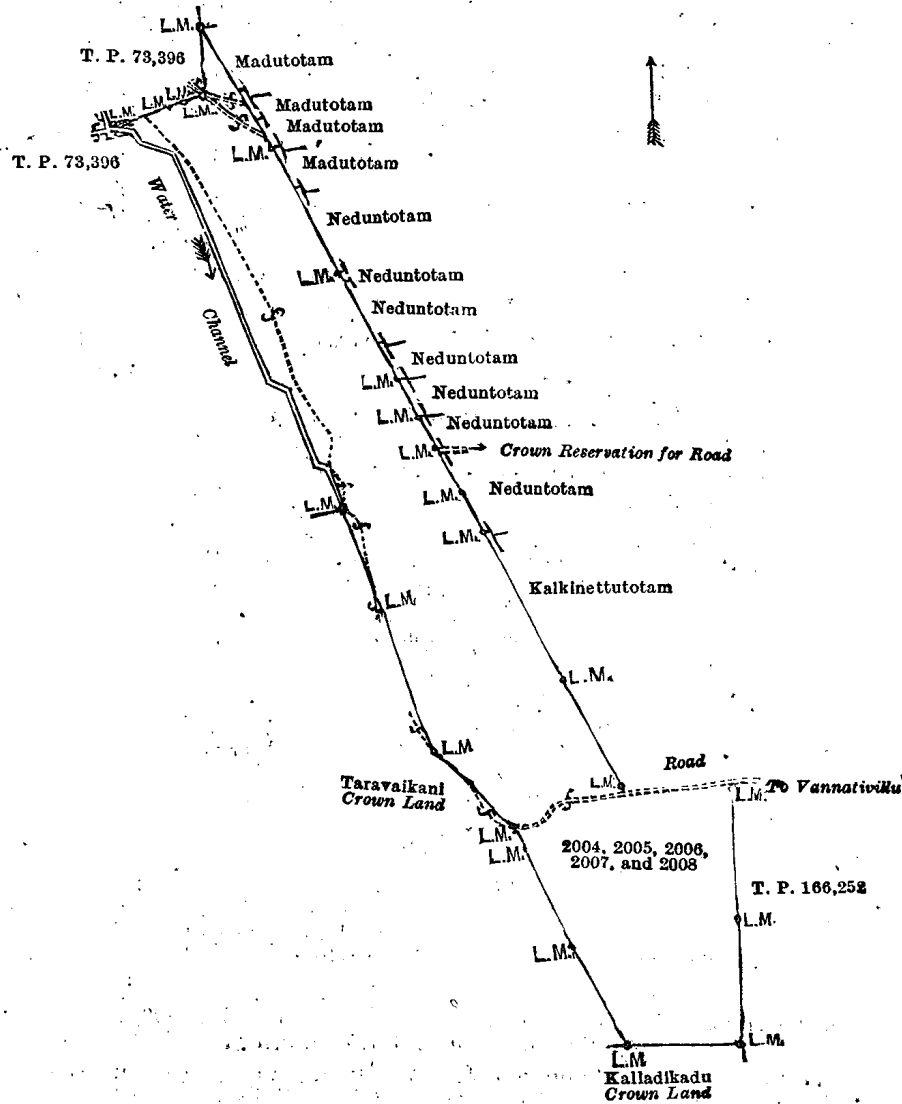 L.M.
T. P. 73,396
Madutotam
L.M.
L.M.
L.M.
Madutotam
Madutotam
L.M.
Madutotam
T. P. 73,396
Water
Channel
Neduntotam
L.M.
Neduntotam
Neduntotam
Neduntotam
L.M.
Neduntotam
L.M.
Neduntotam
L.M.
Crown Reservation for Road
L.M.
Neduntotam
L.M.
L.M.
Kalkinettutotam
L.M.
L.M.
L.M.
Taravaikani
Crown Land
L.M.
Road
To Vannativillu
L.M.
L.M.
L.M.
2004, 2005, 2006,
2007, and 2008
T. P. 166,252
L.M.
L.M.
L.M.
L.M.
Kalladikadu
Crown Land